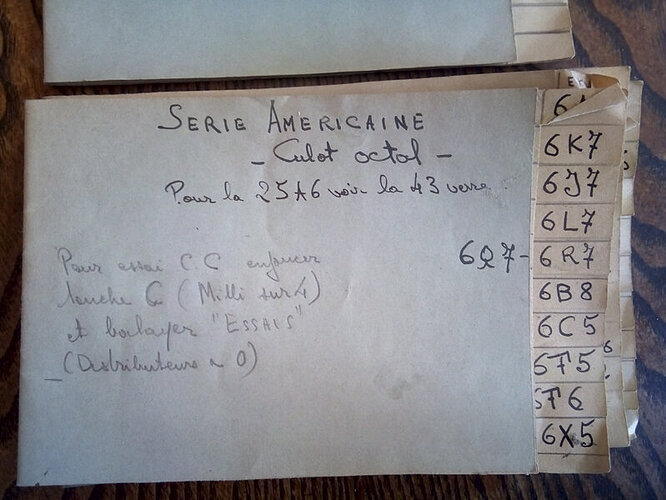 SERIE AMERICAINE
- Culot octal -
Pour la 25A6 voir la 43 verre.
Pour essai C.C enfoncer
touche G (Milli sur 4)
et balayer "ESSAIS"
(Distributeurs à 0)
6Q7-
6K7
6J7
6L7
6R7
6B8
6C5
6F5
6F6
6X5